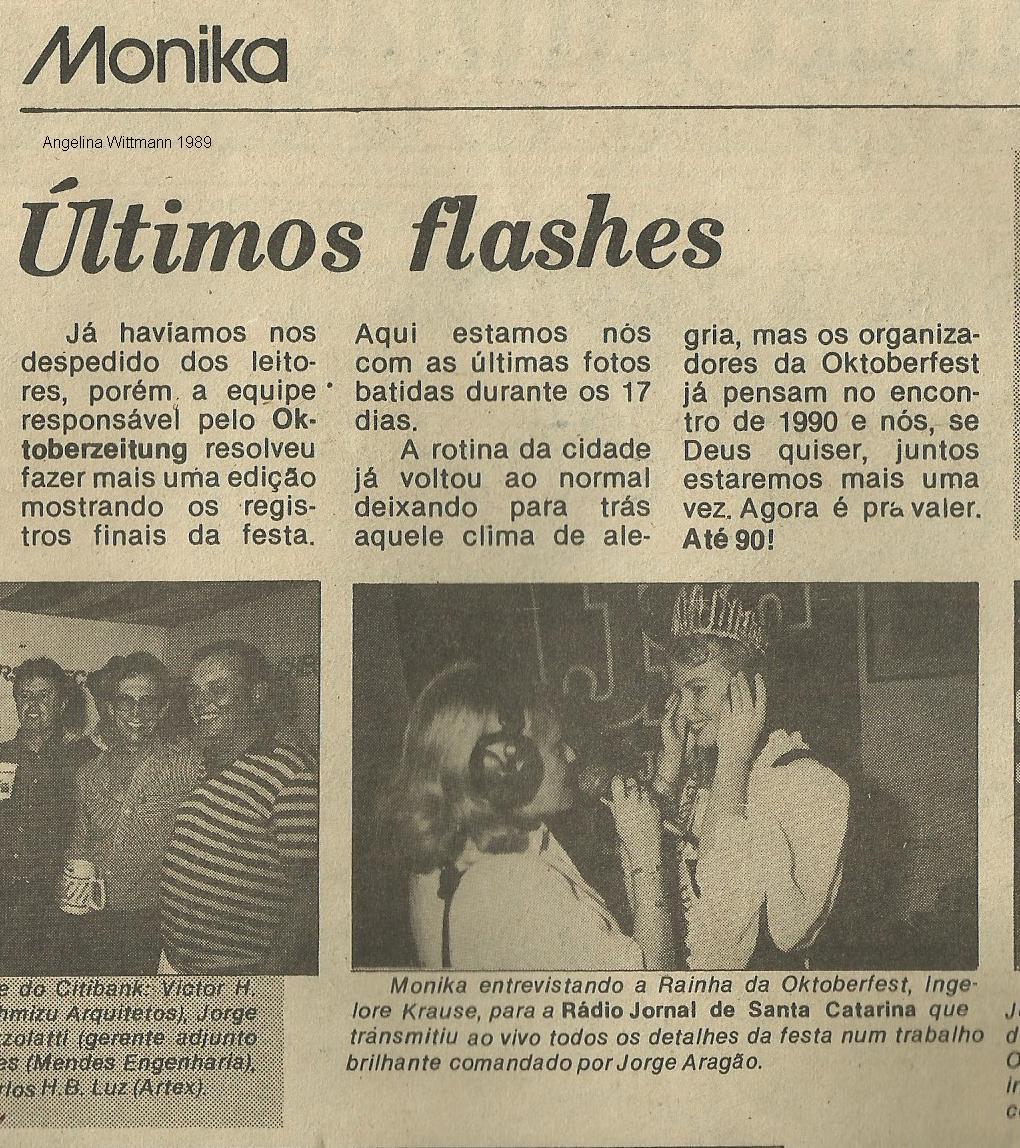 Monika
Angelina Wittmann 1989
Últimos flashes
Já havíamos nos
despedido dos leito-
res, porém a equipe
responsável pelo Ok-
toberzeitung resolveu
fazer mais uma edição
mostrando os regis-
tros finais da festa.
Aqui estamos nós
com as últimas fotos
batidas durante os 17
dias.
A rotina da cidade
já voltou ao normal
deixando para trás
aquele clima de ale-
gria, mas os organiza-
dores da Oktoberfest
já pensam no encon-
tro de 1990 e nós, se
Deus quiser, juntos
estaremos mais uma
vez. Agora é pra valer.
Até 90!
e do Citibank: Victor H.
hmizu Arquitetos), Jorge
zzolatti (gerente adjunto
es (Mendes Engenharia),
rlos H.B. Luz (Artex).
Monika entrevistando a Rainha da Oktoberfest, Inge-
lore Krause, para a Rádio Jornal de Santa Catarina que
transmitiu ao vivo todos os detalhes da festa num trabalho
brilhante comandado por Jorge Aragão.